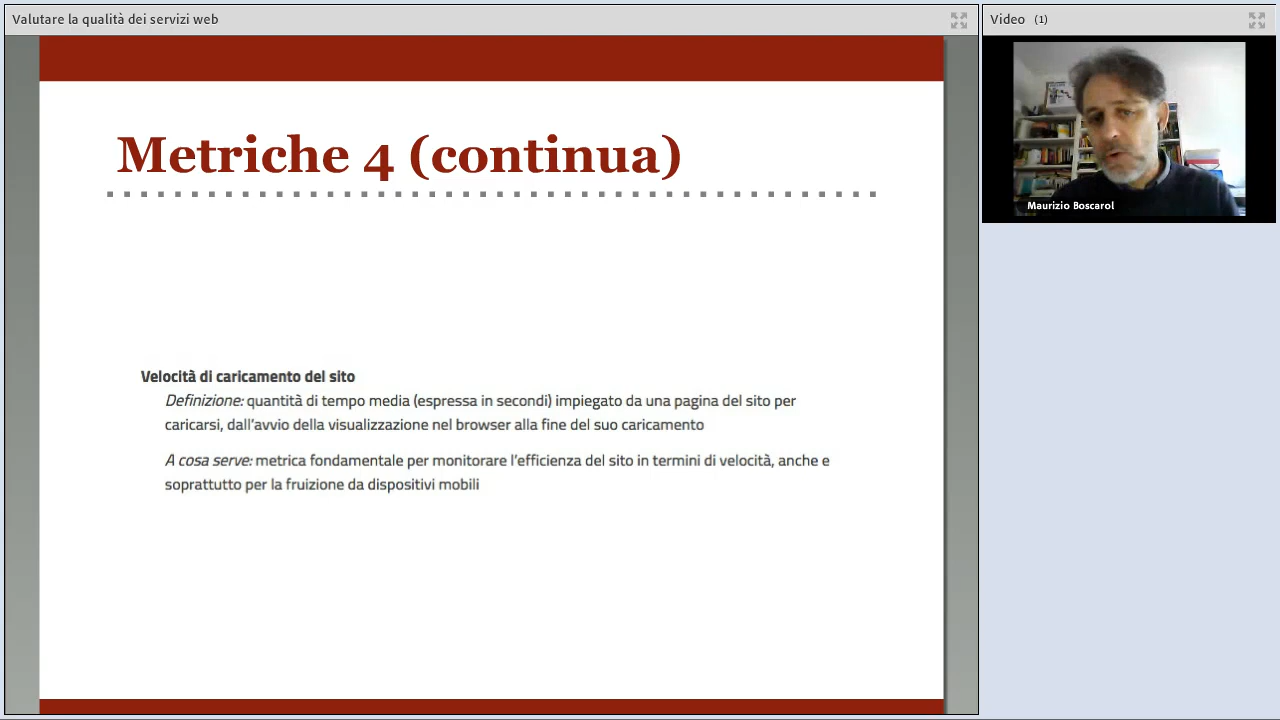 Valutare la qualità dei servizi web
Video (1)
Maurizio Boscarol
Metriche 4 (continua)
Velocità di caricamento del sito
Definizione: quantità di tempo media (espressa in secondi) impiegato da una pagina del sito per
caricarsi, dall'avvio della visualizzazione nel browser alla fine del suo caricamento
A cosa serve: metrica fondamentale per monitorare l'efficienza del sito in termini di velocità, anche e
soprattutto per la fruizione da dispositivi mobili